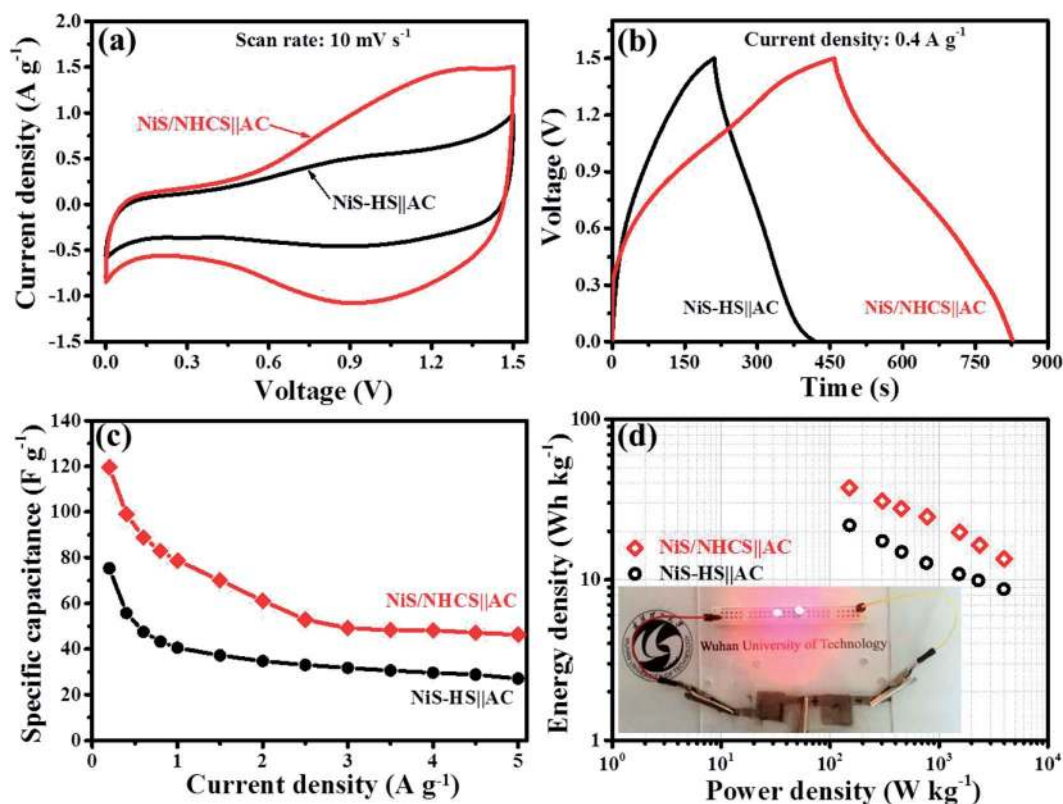 (a)
Scan rate: 10 mV s⁻¹
NiS/NHCS||AC
NiS-HS||AC
Current density (A g⁻¹)
2.0
1.5
1.0
0.5
0.0
-0.5
-1.0
-1.5
0.0 0.3 0.6 0.9 1.2 1.5
Voltage (V)
(b)
Current density: 0.4 A g⁻¹
NiS-HS||AC
NiS/NHCS||AC
Voltage (V)
1.5
1.2
0.9
0.6
0.3
0.0
0 150 300 450 600 750 900
Time (s)
(c)
NiS/NHCS||AC
NiS-HS||AC
Specific capacitance (F g⁻¹)
140
120
100
80
60
40
20
0
1 2 3 4 5
Current density (A g⁻¹)
(d)
NiS/NHCS||AC
NiS-HS||AC
Wuhan University of Technology
Energy density (Wh kg⁻¹)
100
10
1
10⁰ 10¹ 10² 10³ 10⁴
Power density (W kg⁻¹)